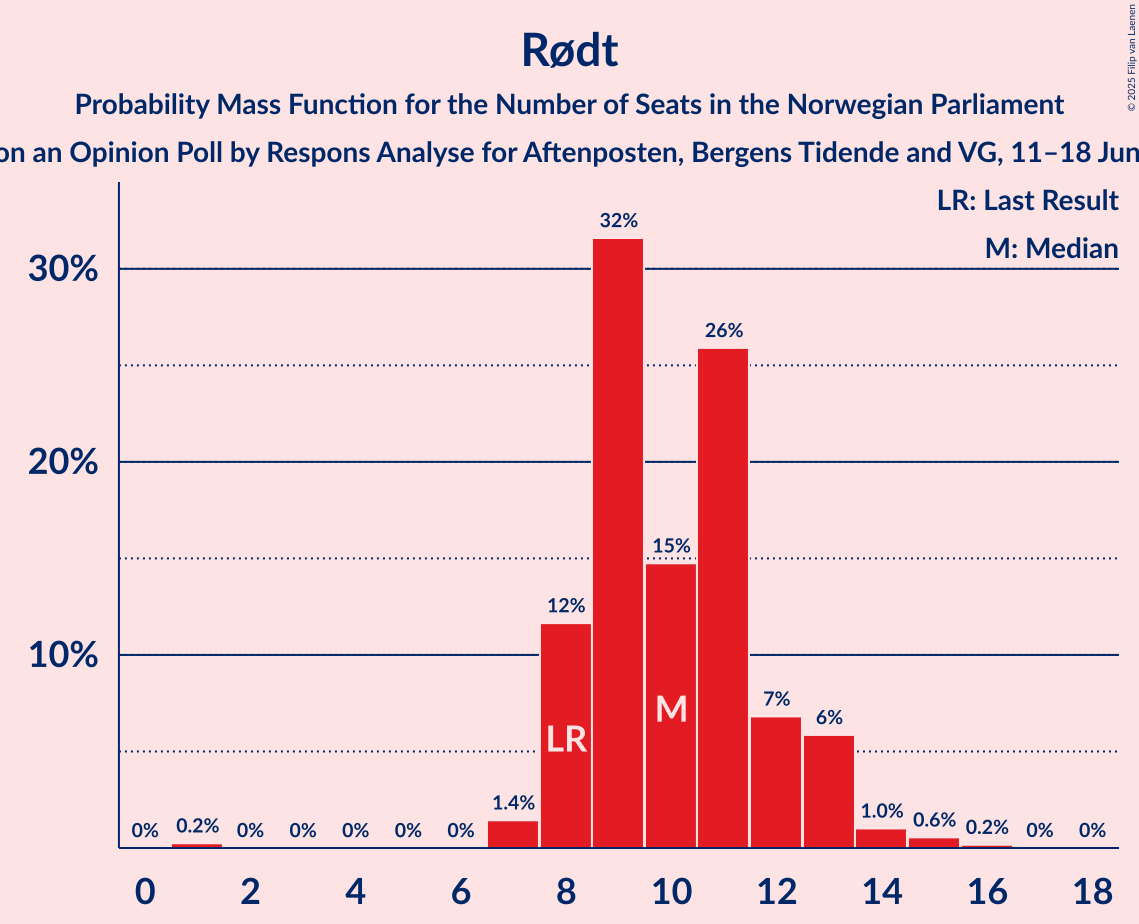 Rødt
Probability Mass Function for the Number of Seats in the Norwegian Parliament
on an Opinion Poll by Respons Analyse for Aftenposten, Bergens Tidende and VG, 11–18 Jun
© 2025 Filip van Laenen
LR: Last Result
M: Median
30%
20%
10%
0%
0.2%
0%
0%
0%
0%
0%
1.4%
12%
32%
15%
26%
7%
6%
1.0%
0.6%
0.2%
0%
0%
LR
M
0 2 4 6 8 10 12 14 16 18